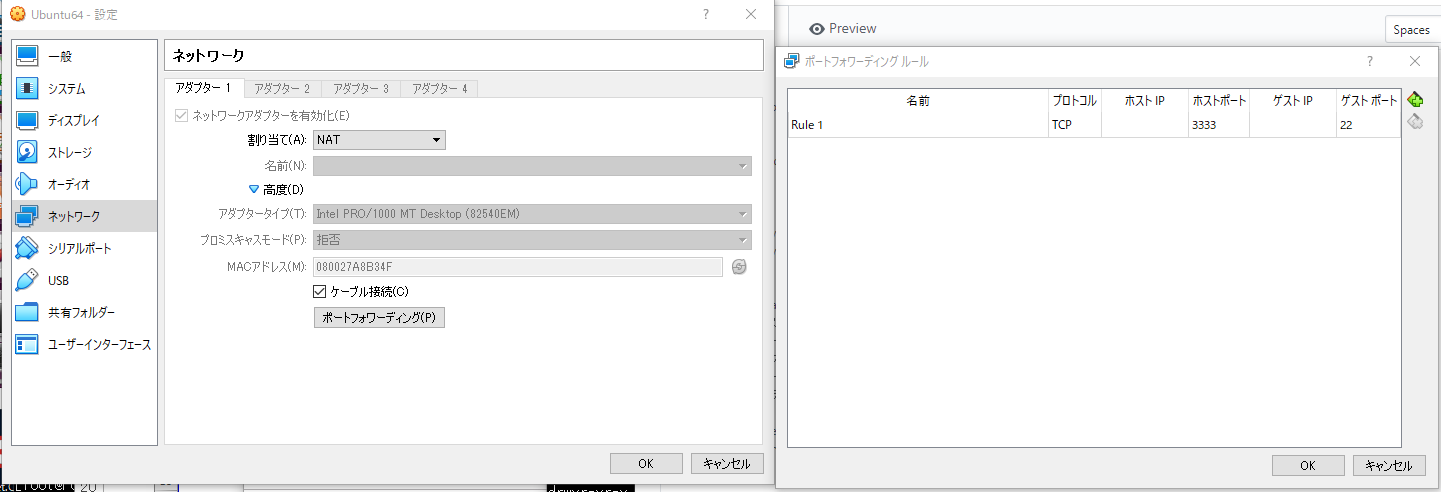 Ubuntu64 - 設定
一般
システム
ディスプレイ
ストレージ
オーディオ
ネットワーク
シリアルポート
USB
共有フォルダー
ユーザーインターフェース
ネットワーク
アダプター 1 アダプター 2 アダプター 3 アダプター 4
ネットワークアダプターを有効化(E)
割り当て(A): NAT
名前(N):
高度(D)
アダプタータイプ(T): Intel PRO/1000 MT Desktop (82540EM)
プロミスキャスモード(P): 拒否
MACアドレス(M): 080027A8B34F
ケーブル接続(C)
ポートフォワーディング(P)
OK キャンセル
Preview
Spaces
ポートフォワーディング ルール
名前 プロトコル ホスト IP ホストポート ゲスト IP ゲスト ポート
Rule 1 TCP 3333 22
OK キャンセル